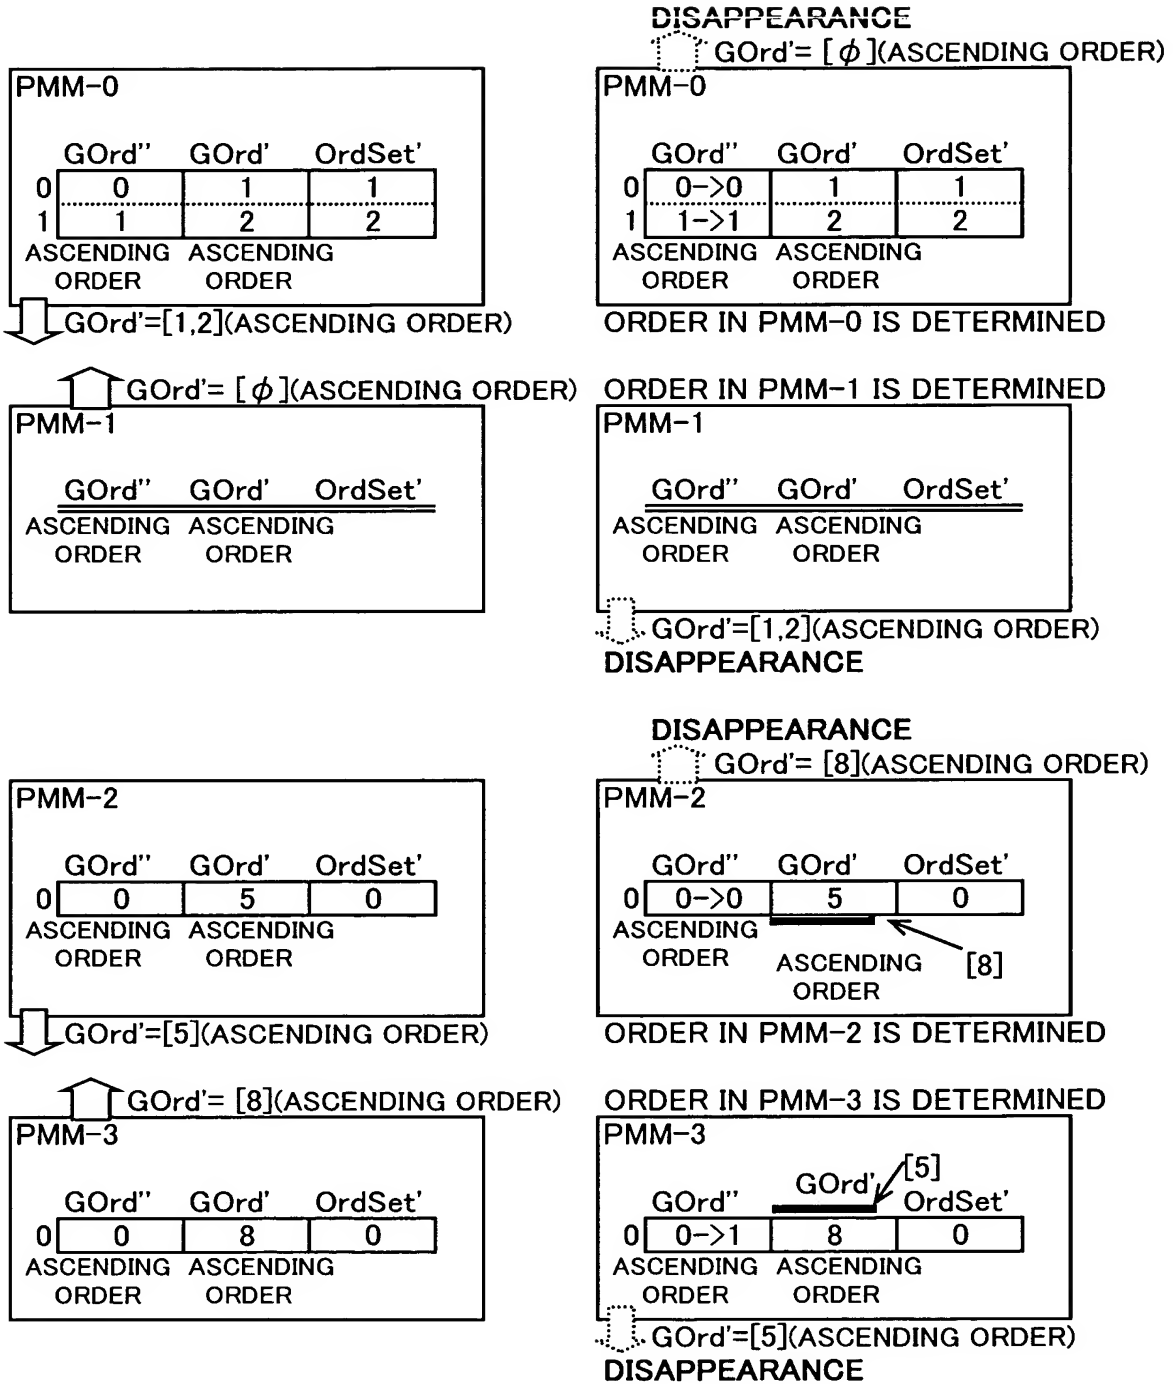 PMM-0
GOrd'' GOrd' OrdSet'
0 0 1 1
1 1 2 2
ASCENDING ASCENDING
ORDER ORDER
GOrd'=[1,2](ASCENDING ORDER)
GOrd'= [ϕ](ASCENDING ORDER)
PMM-1
GOrd'' GOrd' OrdSet'
ASCENDING ASCENDING
ORDER ORDER
DISAPPEARANCE
GOrd'= [ϕ](ASCENDING ORDER)
PMM-0
GOrd'' GOrd' OrdSet'
0 0->0 1 1
1 1->1 2 2
ASCENDING ASCENDING
ORDER ORDER
ORDER IN PMM-0 IS DETERMINED
ORDER IN PMM-1 IS DETERMINED
PMM-1
GOrd'' GOrd' OrdSet'
ASCENDING ASCENDING
ORDER ORDER
GOrd'=[1,2](ASCENDING ORDER)
DISAPPEARANCE
PMM-2
GOrd'' GOrd' OrdSet'
0 0 5 0
ASCENDING ASCENDING
ORDER ORDER
GOrd'=[5](ASCENDING ORDER)
GOrd'= [8](ASCENDING ORDER)
PMM-3
GOrd'' GOrd' OrdSet'
0 0 8 0
ASCENDING ASCENDING
ORDER ORDER
DISAPPEARANCE
GOrd'= [8](ASCENDING ORDER)
PMM-2
GOrd'' GOrd' OrdSet'
0 0->0 5 0
ASCENDING
ORDER
ASCENDING [8]
ORDER
ORDER IN PMM-2 IS DETERMINED
ORDER IN PMM-3 IS DETERMINED
PMM-3
[5]
GOrd'' GOrd' OrdSet'
0 0->1 8 0
ASCENDING ASCENDING
ORDER ORDER
GOrd'=[5](ASCENDING ORDER)
DISAPPEARANCE